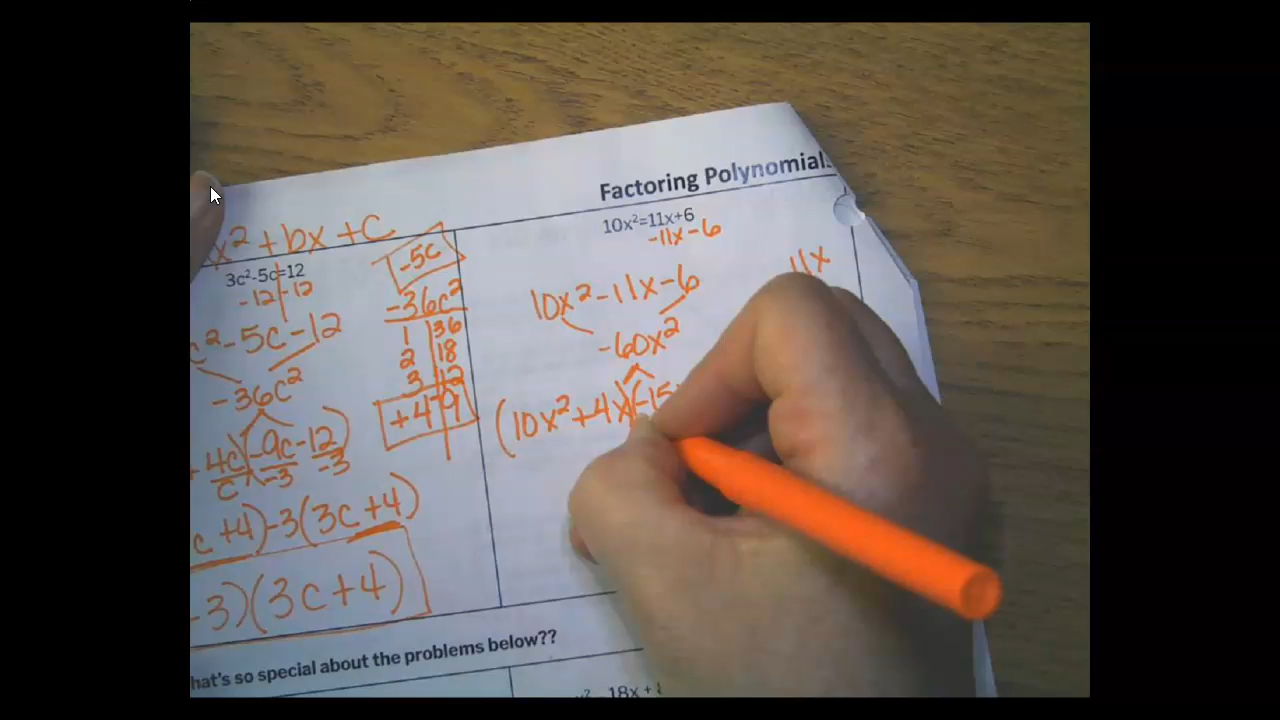 Factoring Polynomials
x² + bx + C
3c²-5c=12
-12 -12
c² -5c -12
-36c²
+ 4c)(-9c -12)
c -3 -3
c +4)-3(3c +4)
-3)(3c +4)
-5c
-36c²
1 36
2 18
3 12
+4 -9
10x²=11x+6
-11x -6
10x² -11x -6
-60x²
(10x² +4x)(-15
11x
hat's so special about the problems below??
x² -18x +